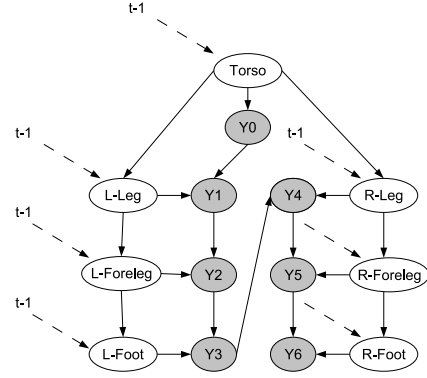 t-1
Torso
Y0
t-1
t-1
L-Leg
Y1
Y4
R-Leg
t-1
L-Foreleg
Y2
Y5
R-Foreleg
t-1
L-Foot
Y3
Y6
R-Foot